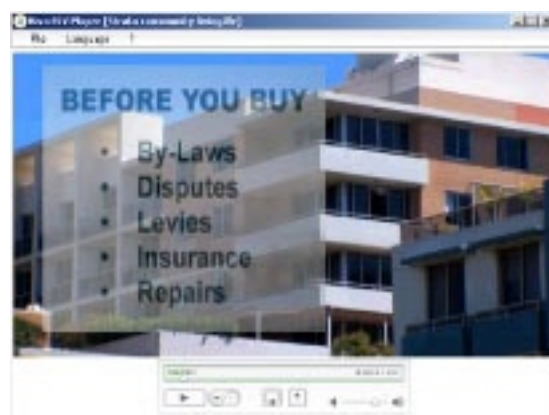 File Language ?
BEFORE YOU BUY
• By-Laws
• Disputes
• Levies
• Insurance
• Repairs